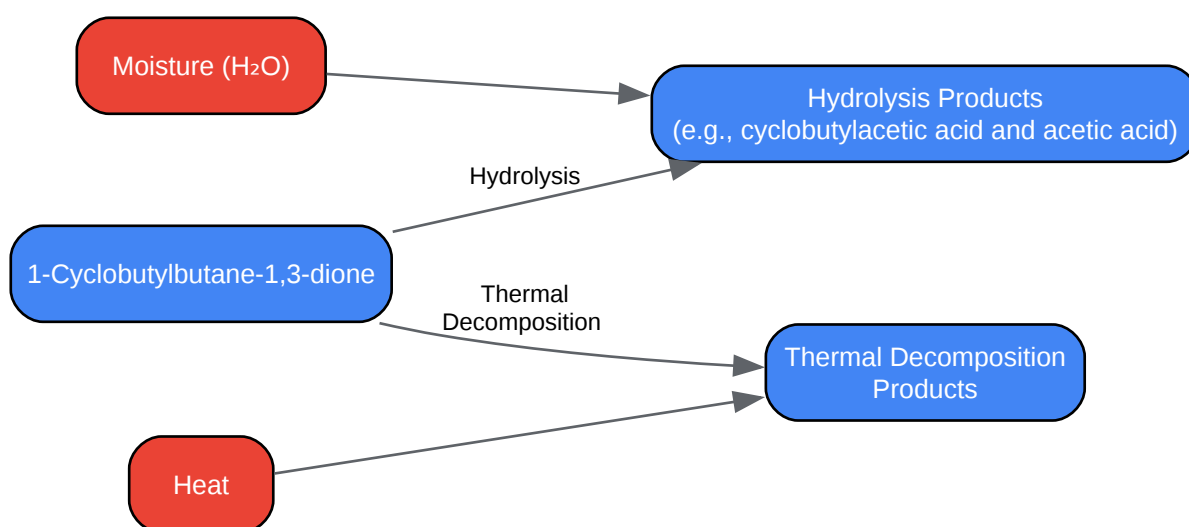 Moisture (H₂O)
Hydrolysis Products
(e.g., cyclobutylacetic acid and acetic acid)
Hydrolysis
1-Cyclobutylbutane-1,3-dione
Thermal
Decomposition
Thermal Decomposition
Products
Heat